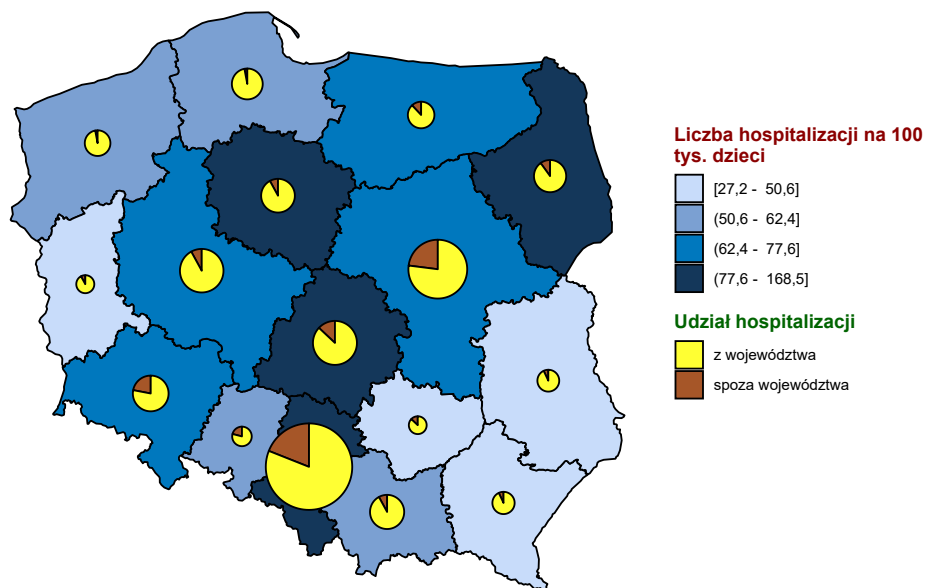 Liczba hospitalizacji na 100
tys. dzieci
[27,2 - 50,6]
(50,6 - 62,4]
(62,4 - 77,6]
(77,6 - 168,5]
Udział hospitalizacji
z województwa
spoza województwa